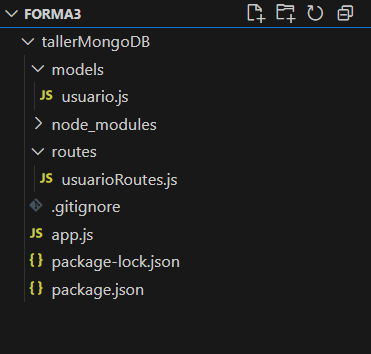 FORMA3
tallerMongoDB
models
JS usuario.js
node_modules
routes
JS usuarioRoutes.js
.gitignore
JS app.js
{} package-lock.json
{} package.json